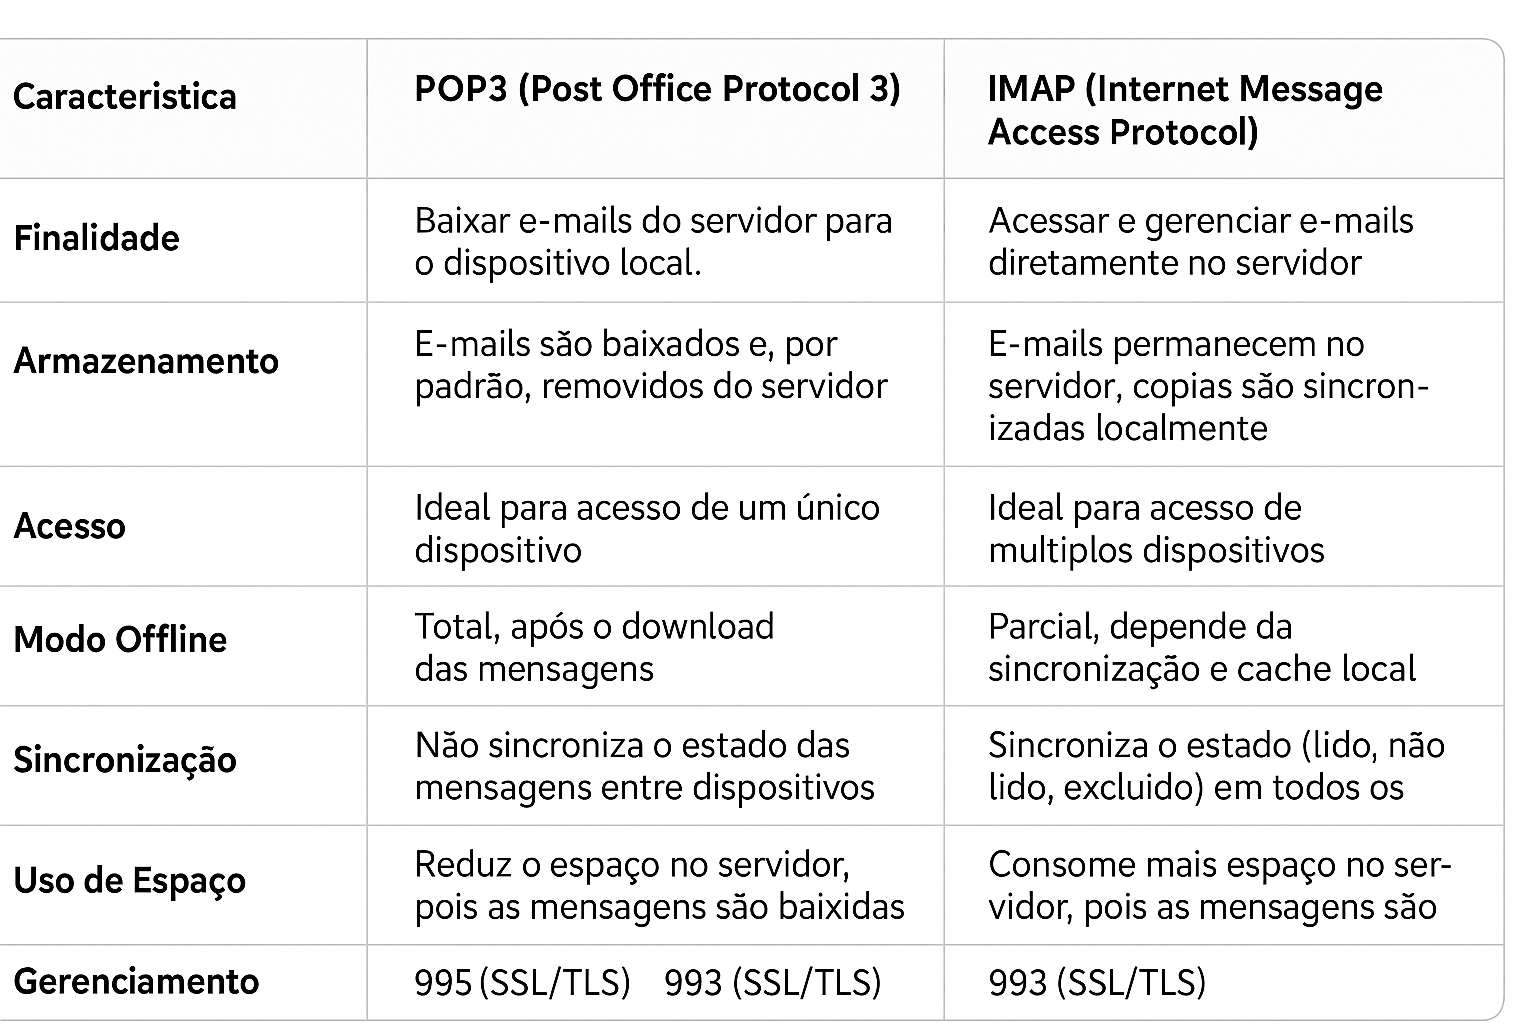 Caracteristica
POP3 (Post Office Protocol 3)
IMAP (Internet Message
Access Protocol)
Finalidade
Baixar e-mails do servidor para
o dispositivo local.
Acessar e gerenciar e-mails
diretamente no servidor
Armazenamento
E-mails são baixados e, por
padrão, removidos do servidor
E-mails permanecem no
servidor, copias são sincron-
izadas localmente
Acesso
Ideal para acesso de um único
dispositivo
Ideal para acesso de
multiplos dispositivos
Modo Offline
Total, após o download
das mensagens
Parcial, depende da
sincronização e cache local
Sincronização
Não sincroniza o estado das
mensagens entre dispositivos
Sincroniza o estado (lido, não
lido, excluido) em todos os
Uso de Espaço
Reduz o espaço no servidor,
pois as mensagens são baixidas
Consome mais espaço no ser-
vidor, pois as mensagens são
Gerenciamento
995 (SSL/TLS) 993 (SSL/TLS)
993 (SSL/TLS)